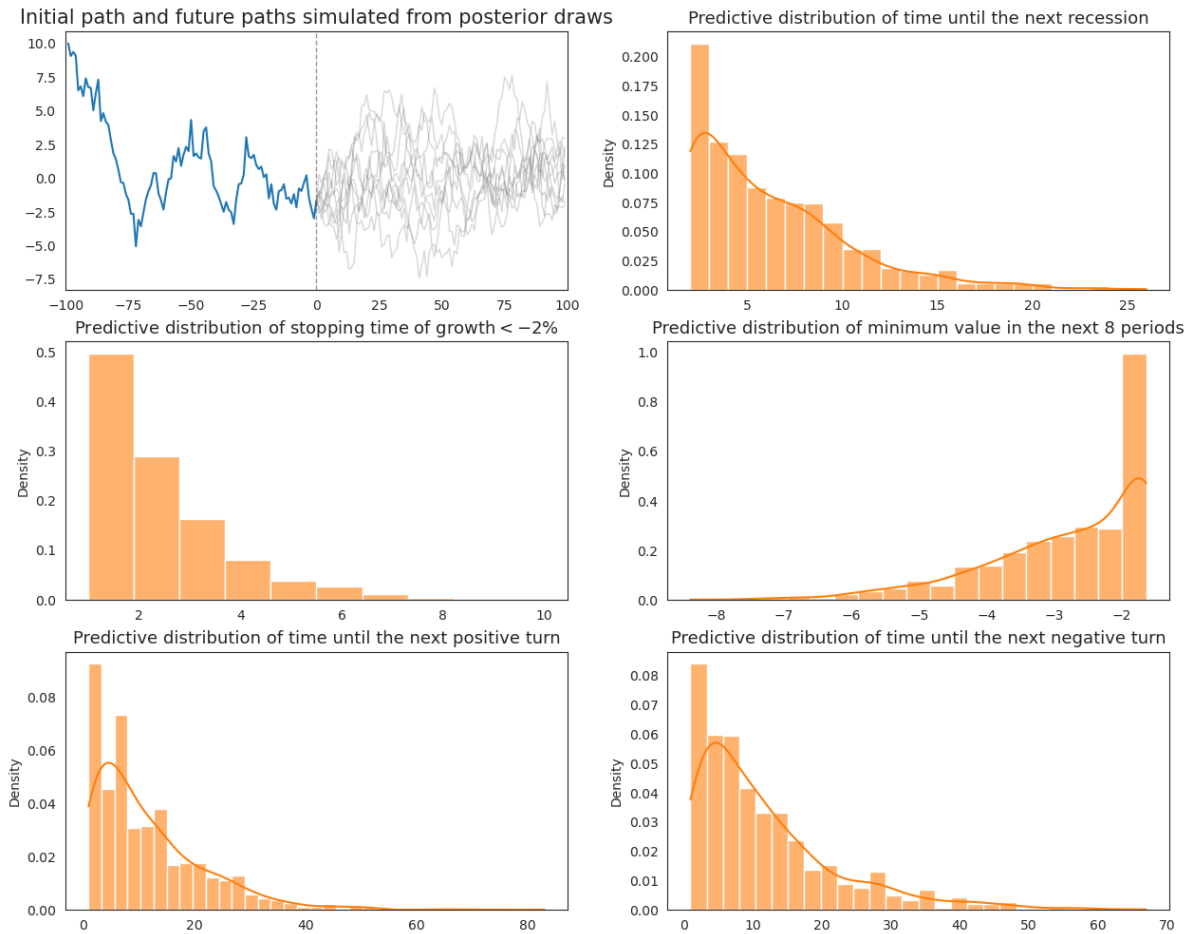 Initial path and future paths simulated from posterior draws
10.0
7.5
5.0
2.5
0.0
−2.5
−5.0
−7.5
−100 −75 −50 −25 0 25 50 75 100
Predictive distribution of time until the next recession
Density
0.200
0.175
0.150
0.125
0.100
0.075
0.050
0.025
0.000
5 10 15 20 25
Predictive distribution of stopping time of growth < −2%
Density
0.5
0.4
0.3
0.2
0.1
0.0
2 4 6 8 10
Predictive distribution of minimum value in the next 8 periods
Density
1.0
0.8
0.6
0.4
0.2
0.0
−8 −7 −6 −5 −4 −3 −2
Predictive distribution of time until the next positive turn
Density
0.08
0.06
0.04
0.02
0.00
0 20 40 60 80
Predictive distribution of time until the next negative turn
Density
0.08
0.07
0.06
0.05
0.04
0.03
0.02
0.01
0.00
0 10 20 30 40 50 60 70